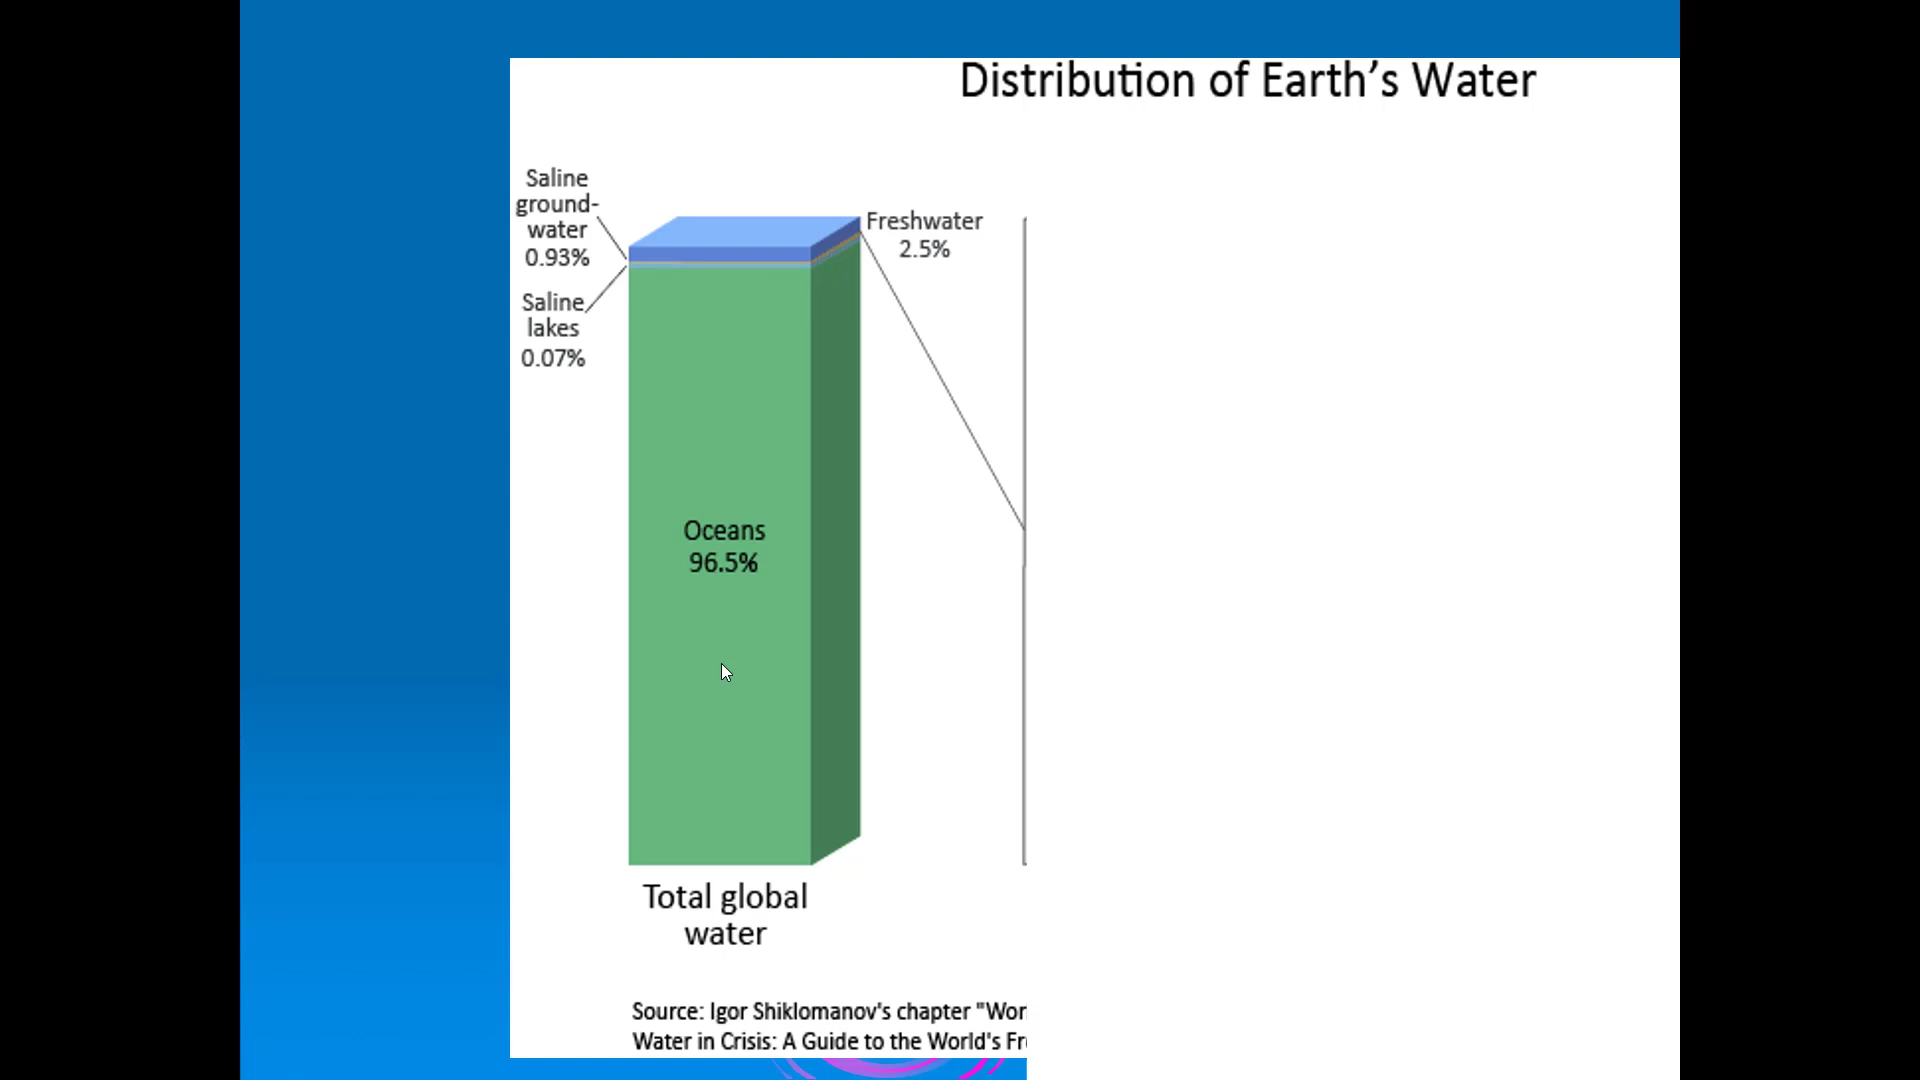 Distribution of Earth’s Water
Saline
ground-
water
0.93%
Saline
lakes
0.07%
Freshwater
2.5%
Oceans
96.5%
Total global
water
Source: Igor Shiklomanov's chapter "Wor
Water in Crisis: A Guide to the World's Fr